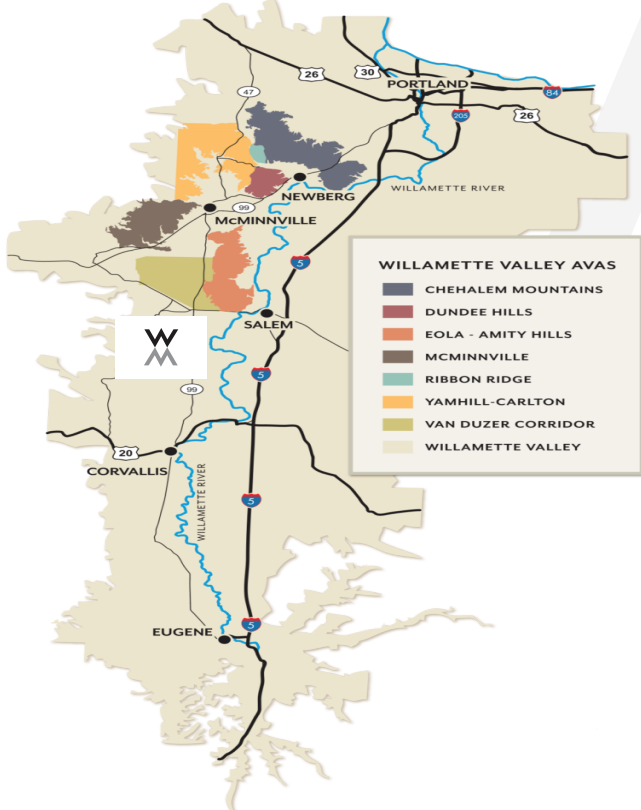 26
30
PORTLAND
84
47
205
26
WILLAMETTE RIVER
NEWBERG
99
McMINNVILLE
5
WILLAMETTE VALLEY AVAS
CHEHALEM MOUNTAINS
DUNDEE HILLS
EOLA - AMITY HILLS
MCMINNVILLE
RIBBON RIDGE
YAMHILL-CARLTON
VAN DUZER CORRIDOR
WILLAMETTE VALLEY
SALEM
W
5
99
20
CORVALLIS
WILLAMETTE RIVER
5
EUGENE
5